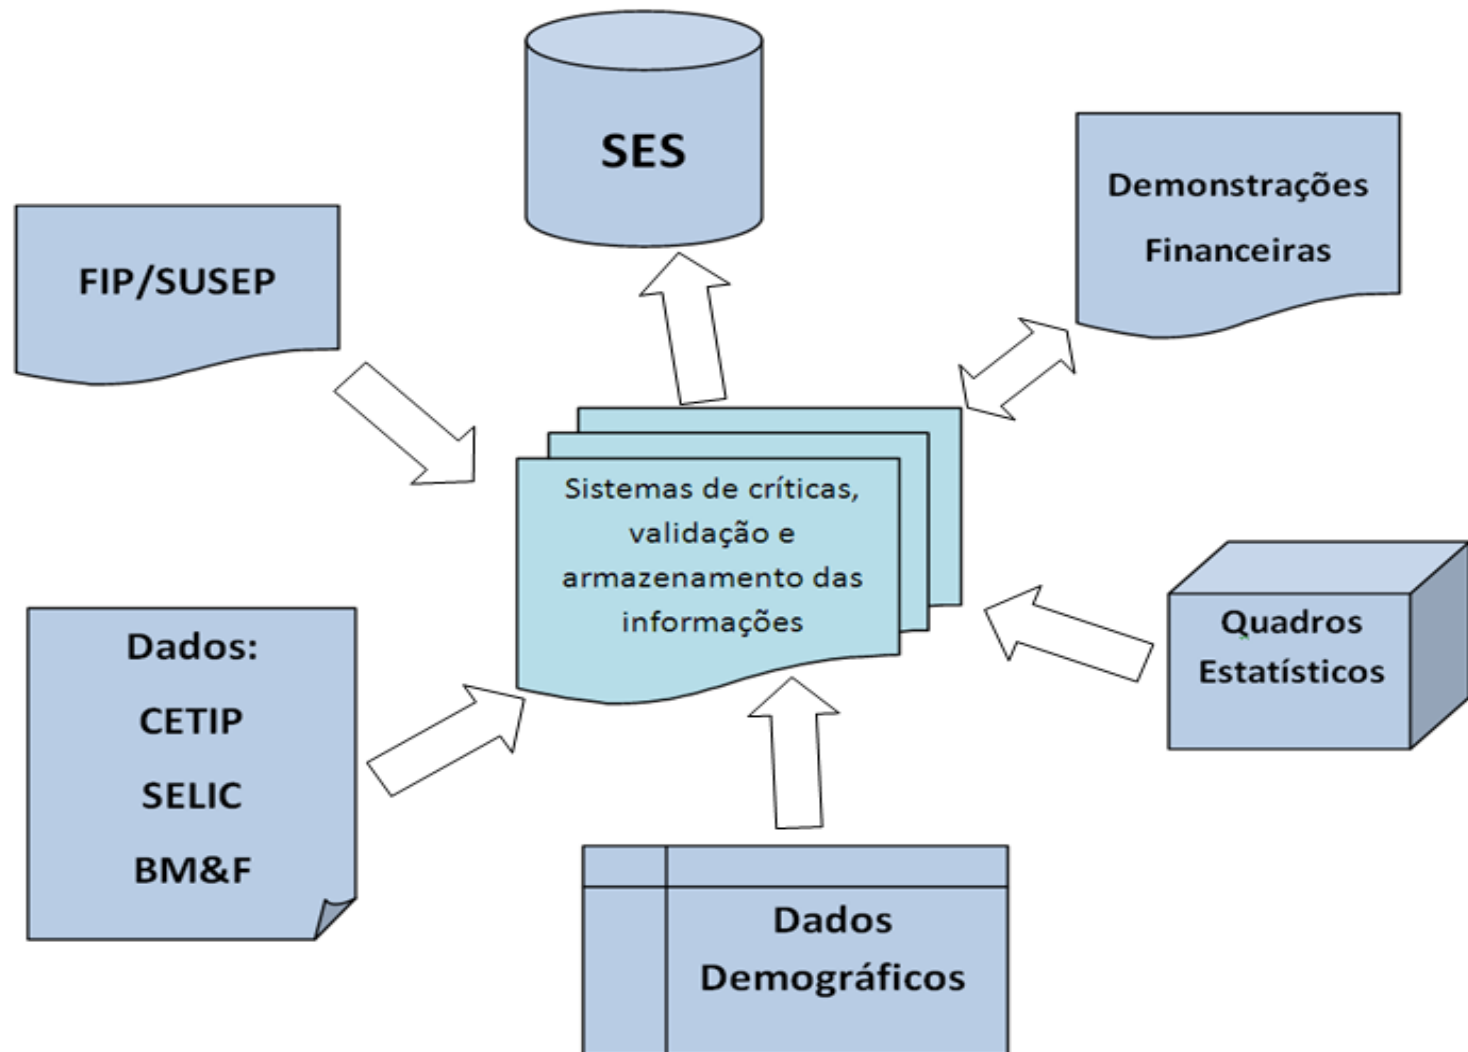 SES
Demonstrações
Financeiras
FIP/SUSEP
Sistemas de críticas,
validação e
armazenamento das
informações
Quadros
Estatísticos
Dados:
CETIP
SELIC
BM&F
Dados
Demográficos